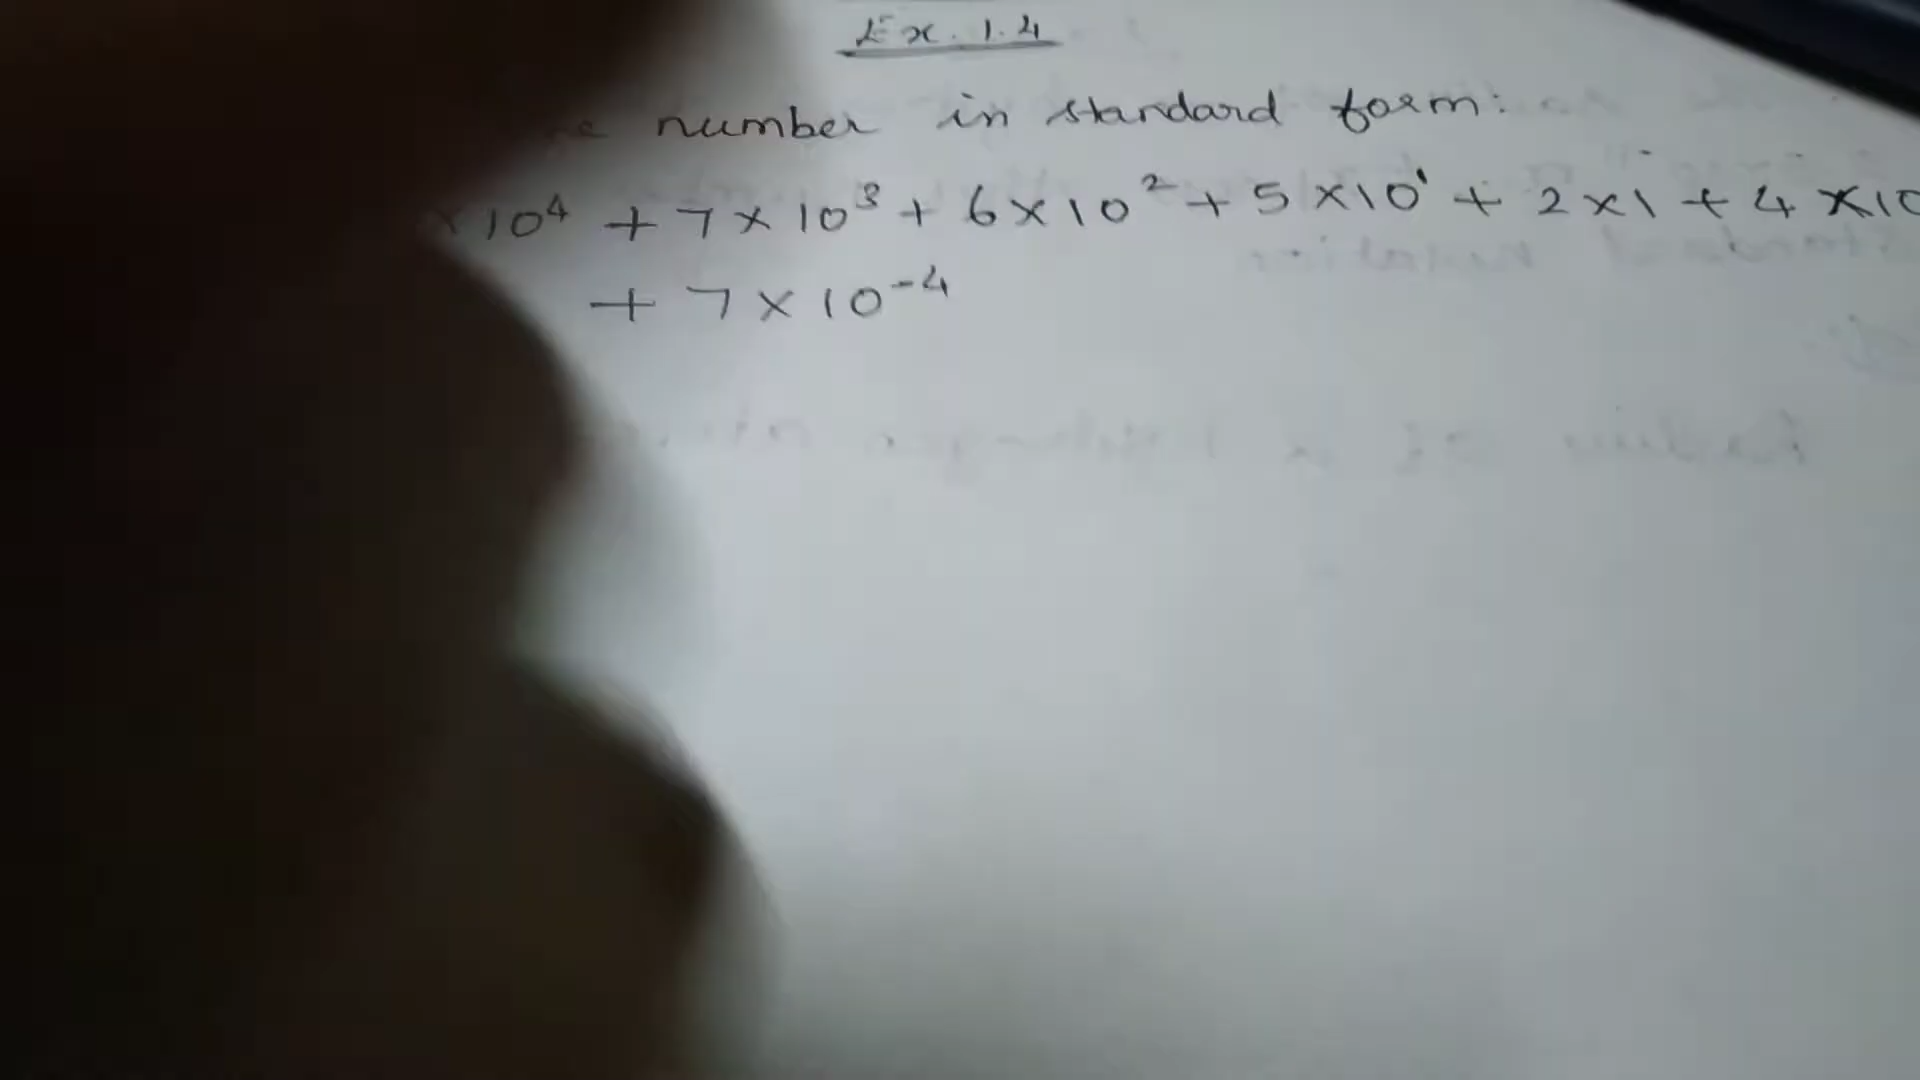 Ex. 1.4
number in standard form:
× 10⁴ + 7 × 10³ + 6 × 10² + 5 × 10¹ + 2 × 1 + 4 × 10
+ 7 × 10⁻⁴